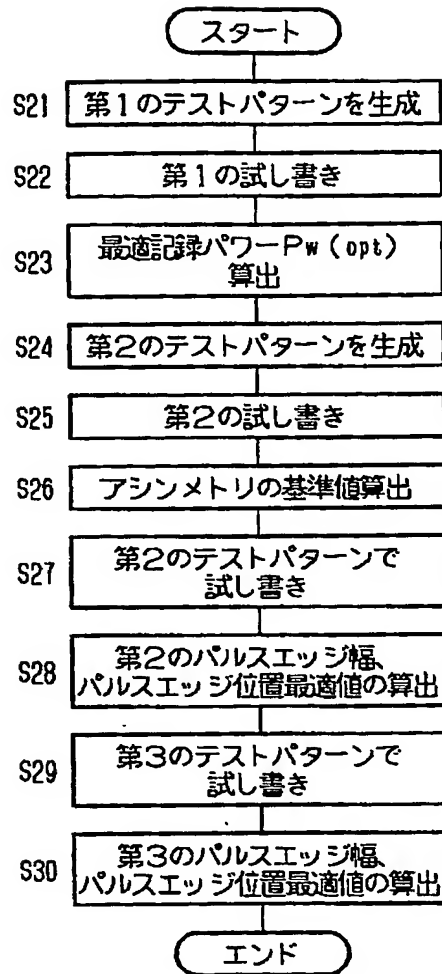 スタート
S21 第1のテストパターンを生成
S22 第1の試し書き
S23 最適記録パワーPw(opt)
算出
S24 第2のテストパターンを生成
S25 第2の試し書き
S26 アシンメトリの基準値算出
S27 第2のテストパターンで
試し書き
S28 第2のパルスエッジ幅、
パルスエッジ位置最適値の算出
S29 第3のテストパターンで
試し書き
S30 第3のパルスエッジ幅、
パルスエッジ位置最適値の算出
エンド